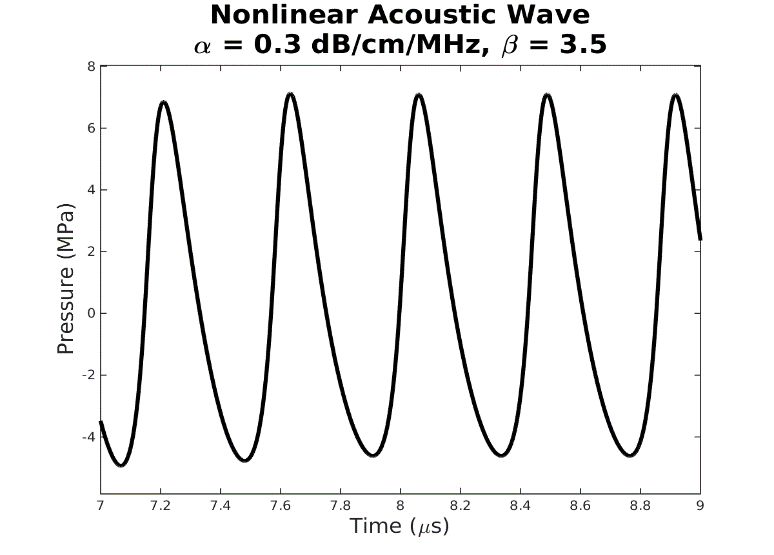 Nonlinear Acoustic Wave
α = 0.3 dB/cm/MHz, β = 3.5
8
6
4
2
0
-2
-4
Pressure (MPa)
7 7.2 7.4 7.6 7.8 8 8.2 8.4 8.6 8.8 9
Time (μs)